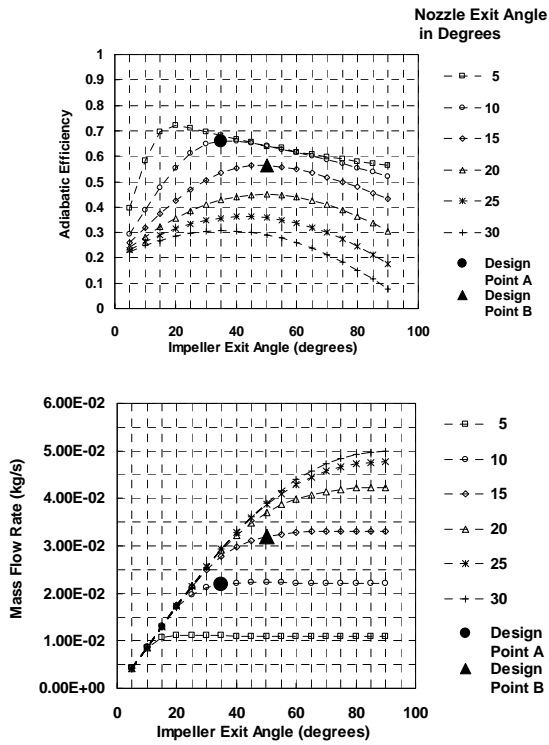 Nozzle Exit Angle
in Degrees
1
0.9
0.8
0.7
0.6
0.5
0.4
0.3
0.2
0.1
0
Adiabatic Efficiency
0 20 40 60 80 100
Impeller Exit Angle (degrees)
5
10
15
20
25
30
Design
Point A
Design
Point B
6.00E-02
5.00E-02
4.00E-02
3.00E-02
2.00E-02
1.00E-02
0.00E+00
Mass Flow Rate (kg/s)
0 20 40 60 80 100
Impeller Exit Angle (degrees)
5
10
15
20
25
30
Design
Point A
Design
Point B